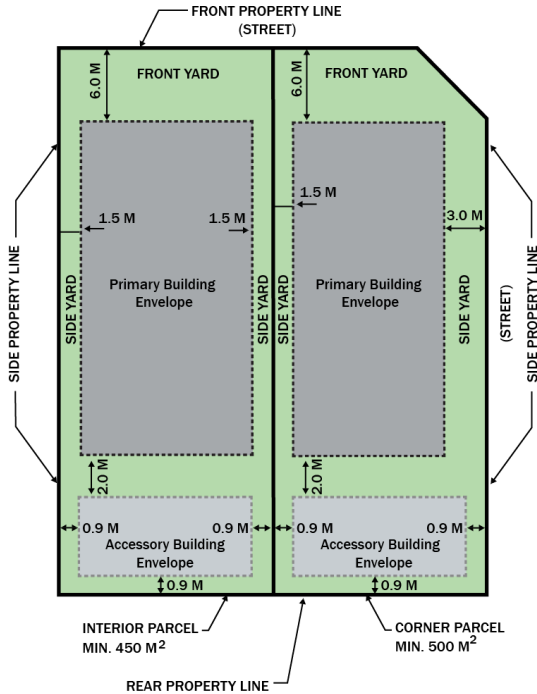 FRONT PROPERTY LINE
(STREET)
FRONT YARD
FRONT YARD
6.0 M
6.0 M
1.5 M
1.5 M
1.5 M
3.0 M
SIDE PROPERTY LINE
SIDE YARD
Primary Building
Envelope
SIDE YARD
SIDE YARD
Primary Building
Envelope
SIDE YARD
(STREET)
SIDE PROPERTY LINE
2.0 M
2.0 M
0.9 M
0.9 M
0.9 M
0.9 M
Accessory Building
Envelope
Accessory Building
Envelope
0.9 M
0.9 M
INTERIOR PARCEL
MIN. 450 M²
CORNER PARCEL
MIN. 500 M²
REAR PROPERTY LINE